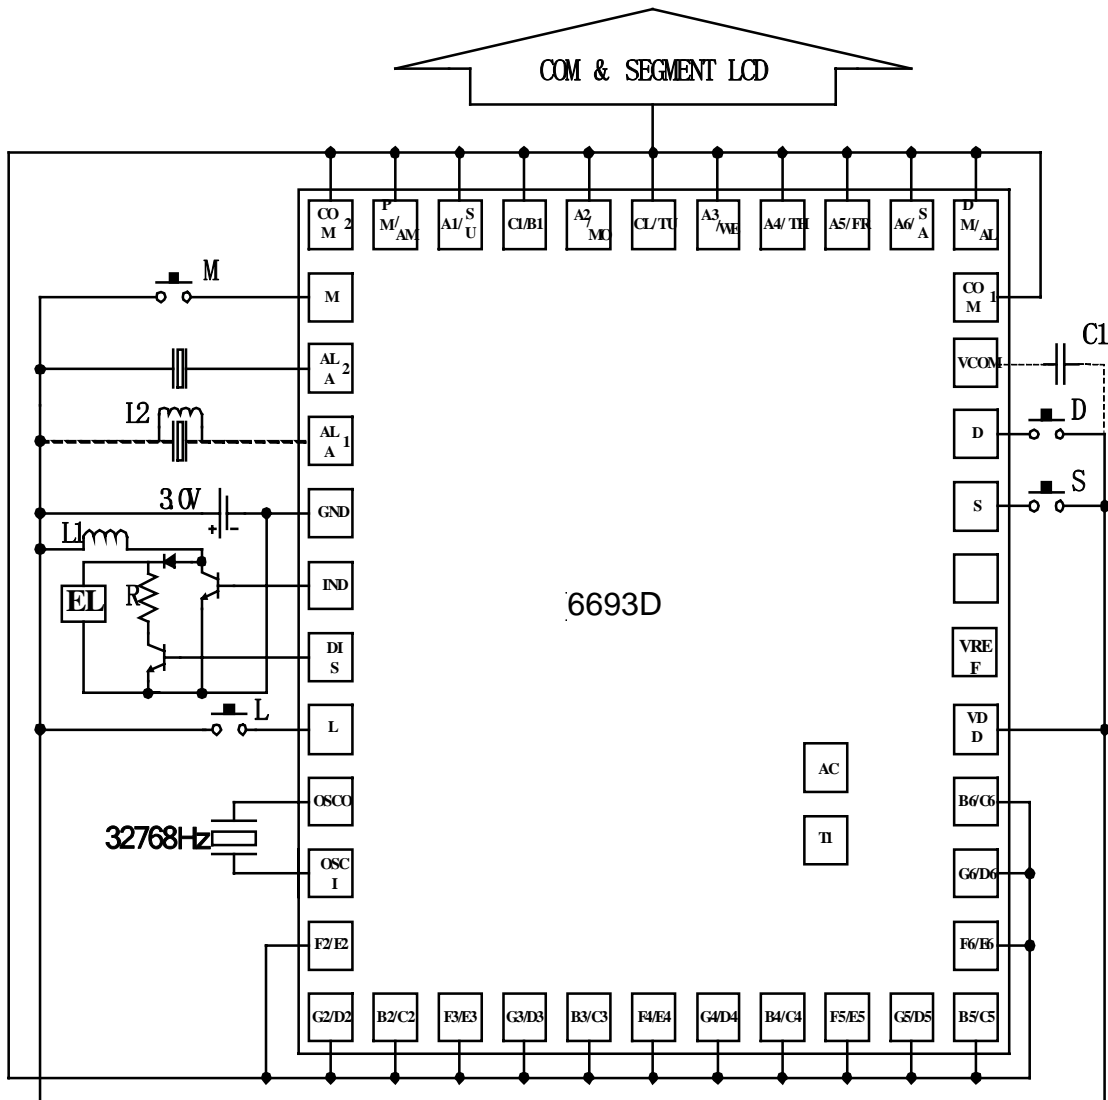 COM & SEGMENT LCD
COM2
PM/AM
A1/SU
C1/B1
A2/MO
CL/TU
A3/WE
A4/TH
A5/FR
A6/SA
DM/AL
M
M
COM1
ALA2
VCOM
C1
L2
ALA1
D
D
3.0V
+ -
GND
S
S
L1
EL
R
IND
6693D
DIS
VREF
L
L
VDD
AC
OSCO
B6/C6
32768Hz
T1
OSCI
G6/D6
F2/E2
F6/E6
G2/D2
B2/C2
F3/E3
G3/D3
B3/C3
F4/E4
G4/D4
B4/C4
F5/E5
G5/D5
B5/C5